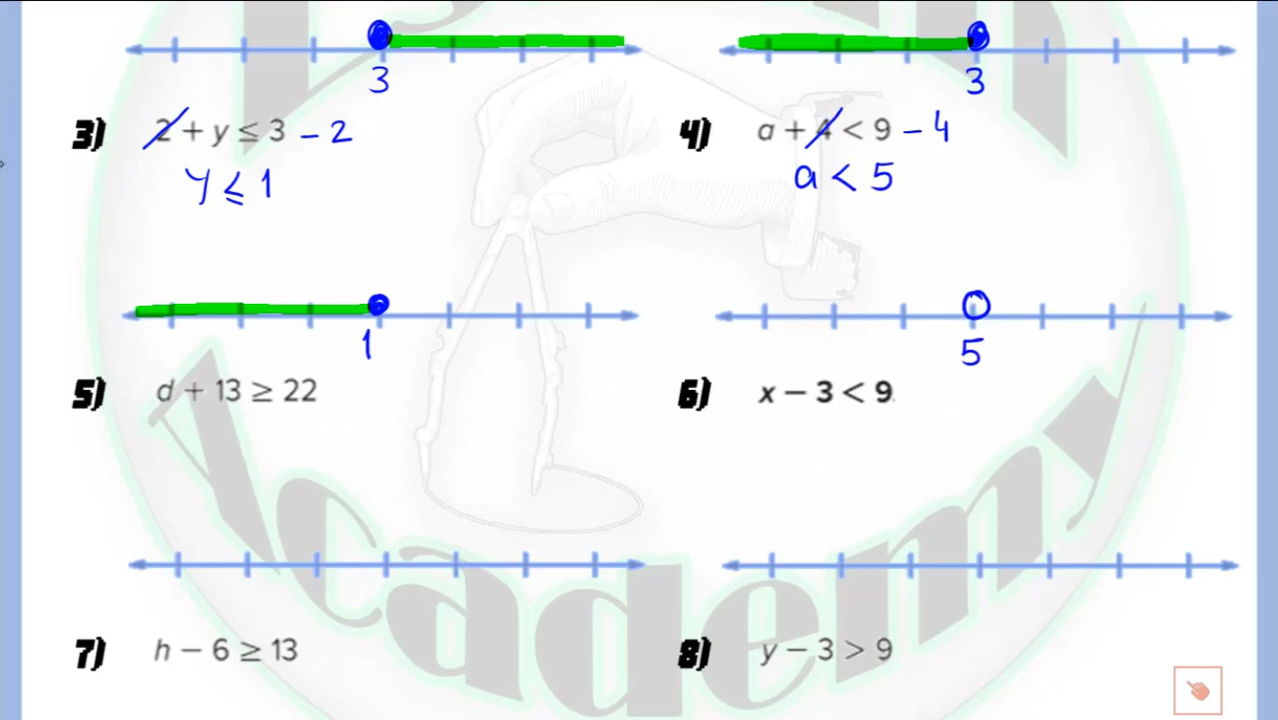 3
3
3) 2 + y ≤ 3 - 2
y ≤ 1
4) a + 4 < 9 - 4
a < 5
1
5
5) d + 13 ≥ 22
6) x - 3 < 9
7) h - 6 ≥ 13
8) y - 3 > 9
Academy